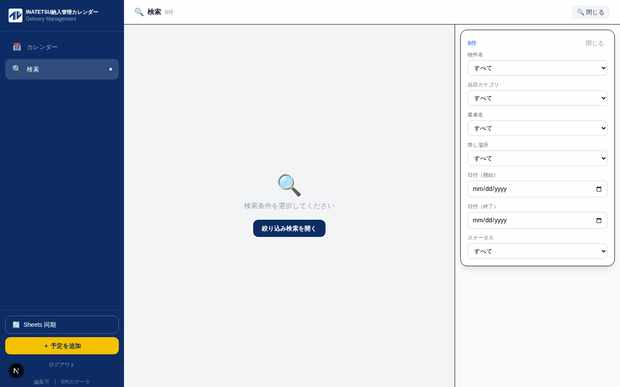 INATETSU納入管理カレンダー
Delivery Management
カレンダー
検索
Sheets 同期
+ 予定を追加
ログアウト
N
検索
0件
閉じる
検索条件を選択してください
絞り込み検索を開く
0件
閉じる
物件名
すべて
品目カテゴリ
すべて
業者名
すべて
降し場所
すべて
日付（開始）
mm/dd/yyyy
日付（終了）
mm/dd/yyyy
ステータス
すべて